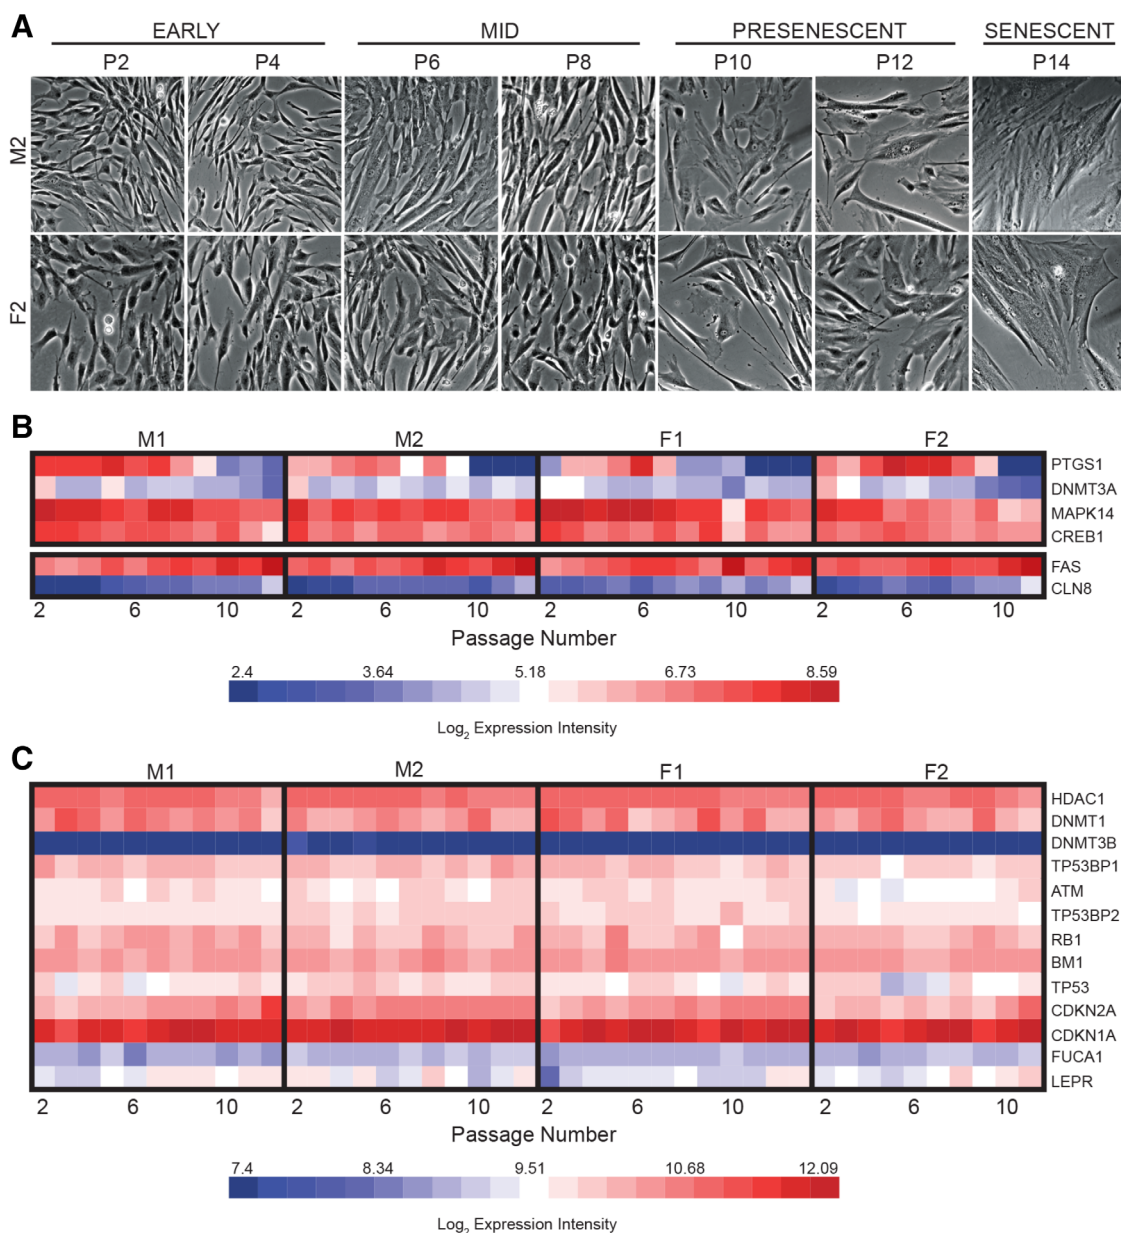 A
EARLY MID PRESENESCENT SENESCENT
P2 P4 P6 P8 P10 P12 P14
M2
F2
B
M1 M2 F1 F2
PTGS1
DNMT3A
MAPK14
CREB1
FAS
CLN8
2 6 10 2 6 10 2 6 10 2 6 10
Passage Number
2.4 3.64 5.18 6.73 8.59
Log2 Expression Intensity
C
M1 M2 F1 F2
HDAC1
DNMT1
DNMT3B
TP53BP1
ATM
TP53BP2
RB1
BM1
TP53
CDKN2A
CDKN1A
FUCA1
LEPR
2 6 10 2 6 10 2 6 10 2 6 10
Passage Number
7.4 8.34 9.51 10.68 12.09
Log2 Expression Intensity